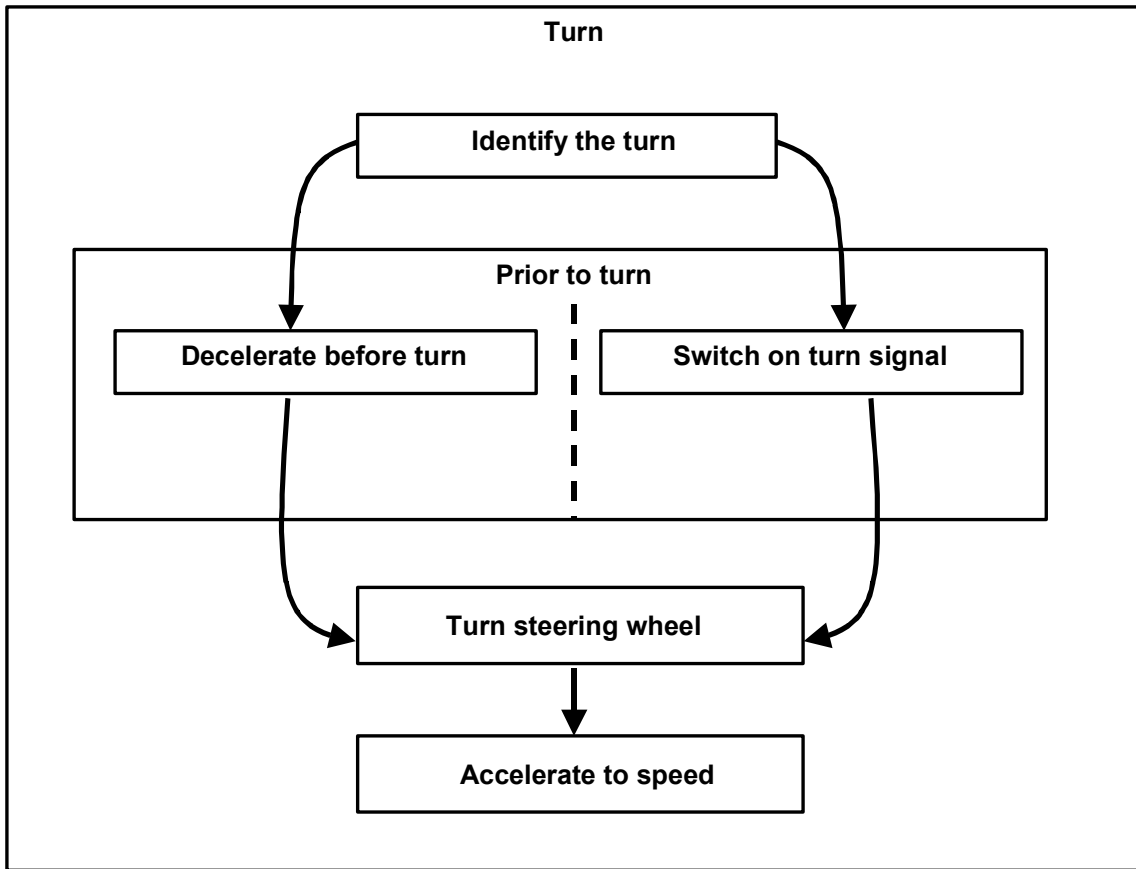 Turn
Identify the turn
Prior to turn
Decelerate before turn
Switch on turn signal
Turn steering wheel
Accelerate to speed